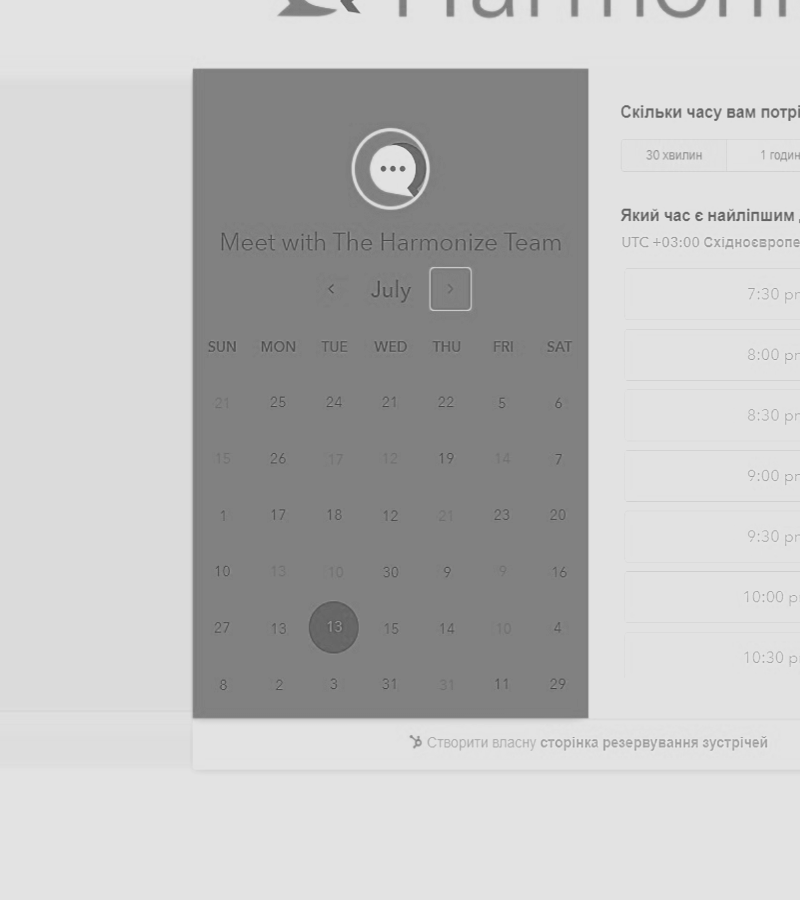 Harmoni
Meet with The Harmonize Team
July
SUN MON TUE WED THU FRI SAT
21 25 24 21 22 5 6
15 26 17 12 19 14 7
1 17 18 12 21 23 20
10 13 10 30 9 9 16
27 13 13 15 14 10 4
8 2 3 31 31 11 29
Скільки часу вам потрі
30 хвилин 1 годин
Який час є найліпшим
UTC +03:00 Східноєвропе
7:30 pr
8:00 pr
8:30 pr
9:00 pr
9:30 pr
10:00 p
10:30 pr
Створити власну сторінка резервування зустрічей